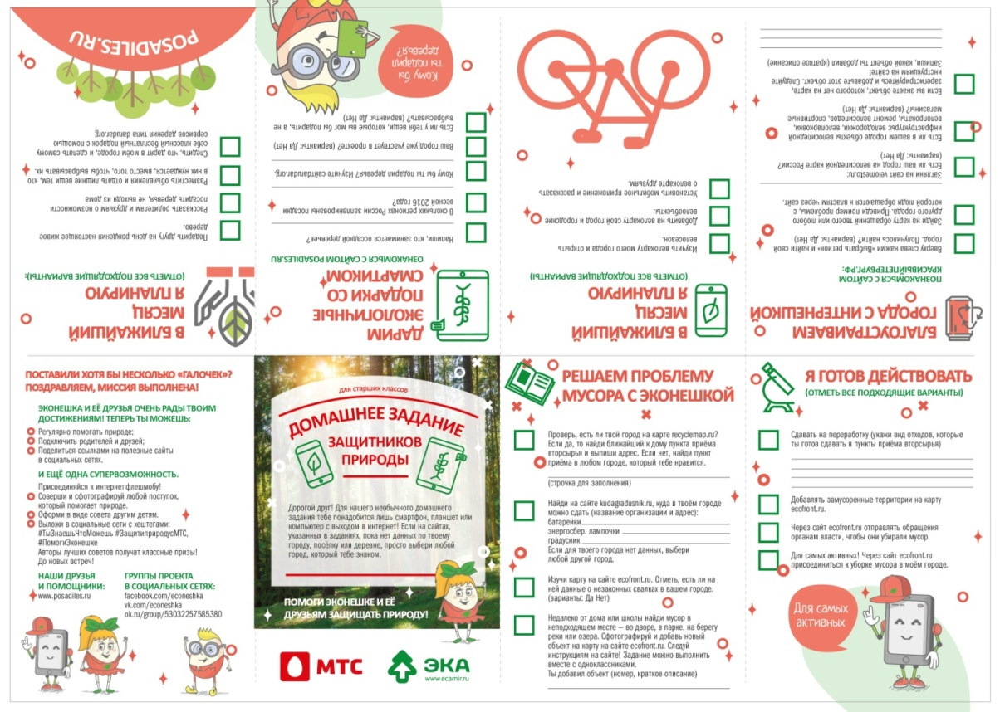 В БЛИЖАЙШИЙ
МЕСЯЦ
Я ПЛАНИРУЮ
(ОТМЕТЬ ВСЕ ПОДХОДЯЩИЕ ВАРИАНТЫ):
Подарить другу на день рождения настоящее живое
дерево.
Рассказать родителям и друзьям о возможности
посадить деревья, не выходя из дома
Разместить объявления и отдать лишние вещи тем, кто
в них нуждается, вместо того, чтобы выбрасывать их.
Следить, что дарят в моём городе, и сделать самому
себе классный бесплатный подарок с помощью
сервисов дарения типа darudar.org
POSADILES.RU
ДАРИМ
ЭКОЛОГИЧНЫЕ
ПОДАРКИ СО
СМАРТИКОМ
ОЗНАКОМЬСЯ С САЙТОМ POSADILES.RU
Напиши, кто занимается посадкой деревьев?
В скольких регионах России запланированы посадки
весной 2016 года?
Кому бы ты подарил деревья? Изучите сайтdarudar.org.
Ваш город уже участвует в проекте? (варианты: Да Нет)
Есть ли у тебя вещи, которые вы мог бы подарить, а не
выбрасывать? (варианты: Да Нет)
Кому бы
ты подарил
деревья?
В БЛИЖАЙШИЙ
МЕСЯЦ
Я ПЛАНИРУЮ
(ОТМЕТЬ ВСЕ ПОДХОДЯЩИЕ ВАРИАНТЫ)
Изучить велокарту моего города и открыть
велосезон.
Добавить на велокарту свой город и городские
велообъекты.
Установить мобильное приложение и рассказать
о велокарте друзьям.
БЛАГОУСТРАИВАЕМ
ГОРОДА С ИНТЕРНЕШКОЙ
ПОЗНАКОМЬСЯ С САЙТОМ
КРАСИВЫЙПЕТЕРБУРГ.РФ:
Вверху слева нажми «Выбрать регион» и найти свой
город. Получилось найти? (варианты: Да Нет)
Зайди на карту обращений твоего или любого
другого города. Приведи пример проблемы, с
которой люди обращаются к властям через сайт.
Загляни на сайт velomesto.ru:
Есть ли ваш город на велосипедной карте России?
(варианты: Да Нет)
Есть ли в вашем городе объекты велосипедной
инфраструктуры: велодорожки, велопарковки,
велопрокаты, ремонт велосипедов, спортивные
магазины? (варианты: Да Нет)
Если вы знаете объект, которого нет на карте,
зарегистрируйтесь и добавьте этот объект. Следуйте
инструкциям на сайте!
Запиши, какой объект ты добавил (краткое описание)
ПОСТАВИЛИ ХОТЯ БЫ НЕСКОЛЬКО «ГАЛОЧЕК»?
ПОЗДРАВЛЯЕМ, МИССИЯ ВЫПОЛНЕНА!
ЭКОНЕШКА И ЕЁ ДРУЗЬЯ ОЧЕНЬ РАДЫ ТВОИМ
ДОСТИЖЕНИЯМ! ТЕПЕРЬ ТЫ МОЖЕШЬ:
Регулярно помогать природе;
Подключить родителей и друзей;
Поделиться ссылками на полезные сайты
в социальных сетях.
И ЕЩЁ ОДНА СУПЕРВОЗМОЖНОСТЬ.
Присоединяйся к интернет.флешмобу!
Соверши и сфотографируй любой поступок,
который помогает природе.
Оформи в виде совета другим детям.
Выложи в социальные сети с хештегами:
#ТыЗнаешьЧтоМожешь #ЗащитиприродусМТС,
#ПомогиЭконешке
Авторы лучших советов получат классные призы!
До новых встреч!
НАШИ ДРУЗЬЯ
И ПОМОЩНИКИ:
www.posadiles.ru
ГРУППЫ ПРОЕКТА
В СОЦИАЛЬНЫХ СЕТЯХ:
facebook.com/econeshka
vk.com/econeshka
ok.ru/group/53032257585380
для старших классов
ДОМАШНЕЕ ЗАДАНИЕ
ЗАЩИТНИКОВ
ПРИРОДЫ
Дорогой друг! Для нашего необычного домашнего
задания тебе понадобится лишь смартфон, планшет или
компьютер с выходом в интернет! Если на сайтах,
указанных в заданиях, пока нет данных по твоему
городу, посёлку или деревне, просто выбери любой
город, который тебе знаком.
ПОМОГИ ЭКОНЕШКЕ И ЕЁ
ДРУЗЬЯМ ЗАЩИЩАТЬ ПРИРОДУ!
МТС
ЭКА
www.ecamir.ru
РЕШАЕМ ПРОБЛЕМУ
МУСОРА С ЭКОНЕШКОЙ
Проверь, есть ли твой город на карте recyclemap.ru?
Если да, то найди ближайший к дому пункта приёма
вторсырья и выпиши адрес. Если нет, найди пункт
приёма в любом городе, который тебе нравится.
(строчка для заполнения)
Найди на сайте kudagradusnik.ru, куда в твоём городе
можно сдать (название организации и адрес):
батарейки
энергосбер. лампочки
градусник
Если для твоего города нет данных, выбери
любой другой город.
Изучи карту на сайте ecofront.ru. Отметь, есть ли на
ней данные о незаконных свалках в вашем городе.
(варианты: Да Нет)
Недалеко от дома или школы найди мусор в
неподходящем месте – во дворе, в парке, на берегу
реки или озера. Сфотографируй и добавь новый
объект на карту на сайте ecofront.ru. Следуй
инструкциям на сайте! Задание можно выполнить
вместе с одноклассниками.
Ты добавил объект (номер, краткое описание)
Я ГОТОВ ДЕЙСТВОВАТЬ
(ОТМЕТЬ ВСЕ ПОДХОДЯЩИЕ ВАРИАНТЫ)
Сдавать на переработку (укажи вид отходов, которые
ты готов сдавать в пункты приёма вторсырья)
Добавлять замусоренные территории на карту
ecofront.ru.
Через сайт ecofront.ru отправлять обращения
органам власти, чтобы они убирали мусор.
Для самых активных! Через сайт ecofront.ru
присоединиться к уборке мусора в моём городе.
Для самых
активных